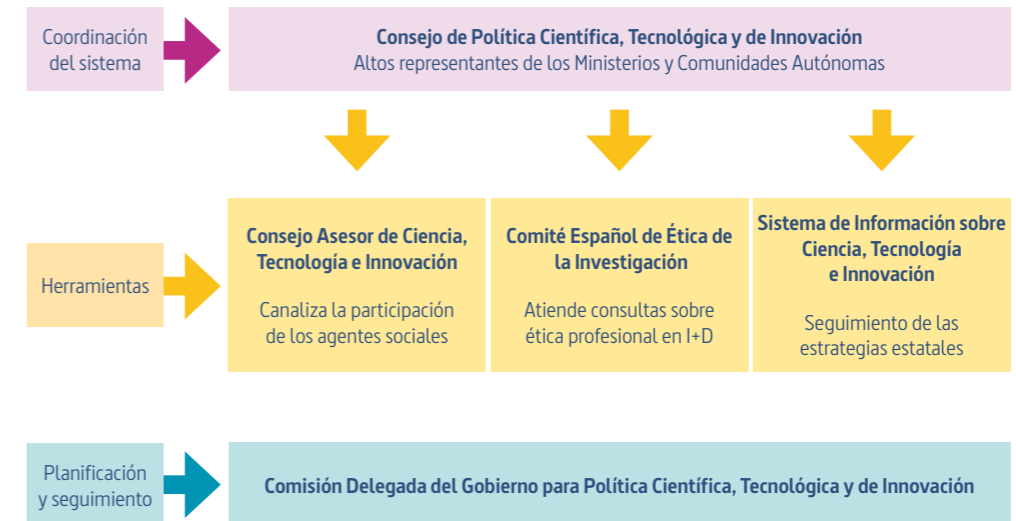 Coordinación
del sistema
Consejo de Política Científica, Tecnológica y de Innovación
Altos representantes de los Ministerios y Comunidades Autónomas
Herramientas
Consejo Asesor de Ciencia,
Tecnología e Innovación
Canaliza la participación
de los agentes sociales
Comité Español de Ética de
la Investigación
Atiende consultas sobre
ética profesional en I+D
Sistema de Información sobre
Ciencia, Tecnología
e Innovación
Seguimiento de las
estrategias estatales
Planificación
y seguimiento
Comisión Delegada del Gobierno para Política Científica, Tecnológica y de Innovación